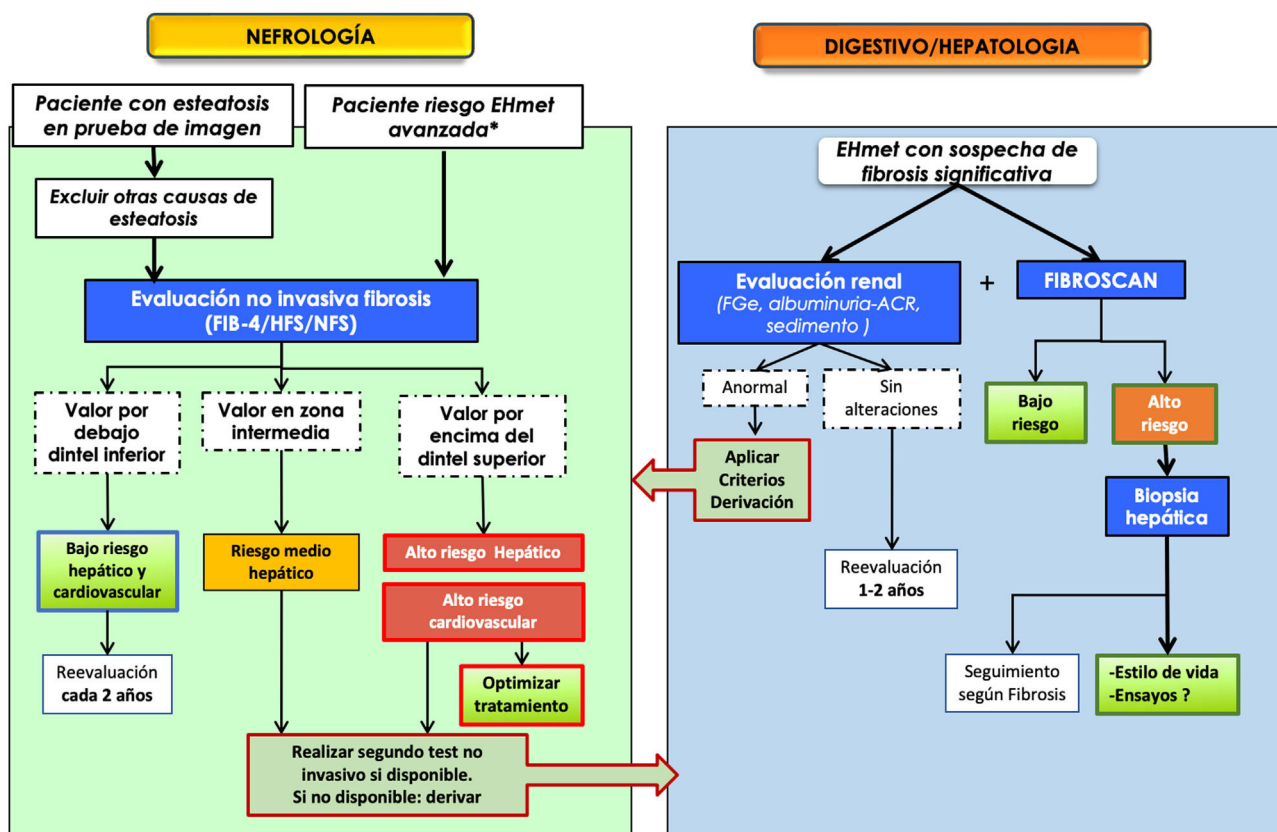 NEFROLOGÍA
Paciente con esteatosis
en prueba de imagen
Paciente riesgo EHmet
avanzada*
Excluir otras causas de
esteatosis
Evaluación no invasiva fibrosis
(FIB-4/HFS/NFS)
Valor por
debajo
dintel inferior
Valor en zona
intermedia
Valor por
encima del
dintel superior
Bajo riesgo
hepático y
cardiovascular
Riesgo medio
hepático
Alto riesgo Hepático
Alto riesgo
cardiovascular
Reevaluación
cada 2 años
Optimizar
tratamiento
Realizar segundo test no
invasivo si disponible.
Si no disponible: derivar
DIGESTIVO/HEPATOLOGIA
EHmet con sospecha de
fibrosis significativa
Evaluación renal
(FGe, albuminuria-ACR,
sedimento )
+
FIBROSCAN
Anormal
Sin
alteraciones
Bajo
riesgo
Alto
riesgo
Aplicar
Criterios
Derivación
Biopsia
hepática
Reevaluación
1-2 años
Seguimiento
según Fibrosis
-Estilo de vida
-Ensayos ?